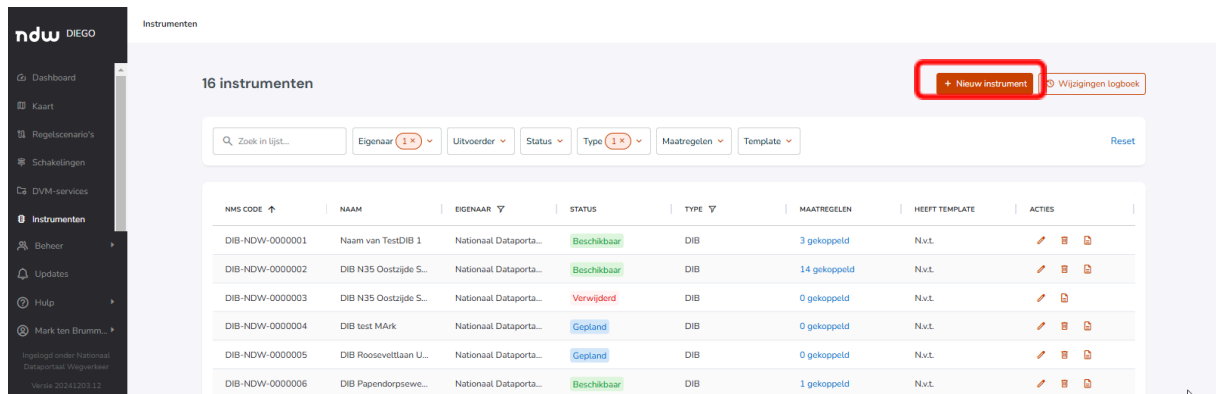 ndw DIEGO
Instrumenten
Dashboard
Kaart
Regelscenario's
Schakelingen
DVM-services
Instrumenten
Beheer
Updates
Hulp
Mark ten Brumm...
Ingelogd onder Nationaal
Dataportaal Wegverkeer
Versie 20241203.12
16 instrumenten
+ Nieuw instrument
Wijzigingen logboek
Zoek in lijst... Eigenaar 1 × Uitvoerder Status Type 1 × Maatregelen Template Reset
NMS CODE NAAM EIGENAAR STATUS TYPE MAATREGELEN HEEFT TEMPLATE ACTIES
DIB-NDW-0000001 Naam van TestDIB 1 Nationaal Dataporta... Beschikbaar DIB 3 gekoppeld N.v.t.
DIB-NDW-0000002 DIB N35 Oostzijde S... Nationaal Dataporta... Beschikbaar DIB 14 gekoppeld N.v.t.
DIB-NDW-0000003 DIB N35 Oostzijde S... Nationaal Dataporta... Verwijderd DIB 0 gekoppeld N.v.t.
DIB-NDW-0000004 DIB test MArk Nationaal Dataporta... Gepland DIB 0 gekoppeld N.v.t.
DIB-NDW-0000005 DIB Rooseveltlaan U... Nationaal Dataporta... Gepland DIB 0 gekoppeld N.v.t.
DIB-NDW-0000006 DIB Papendorpsewe... Nationaal Dataporta... Beschikbaar DIB 1 gekoppeld N.v.t.